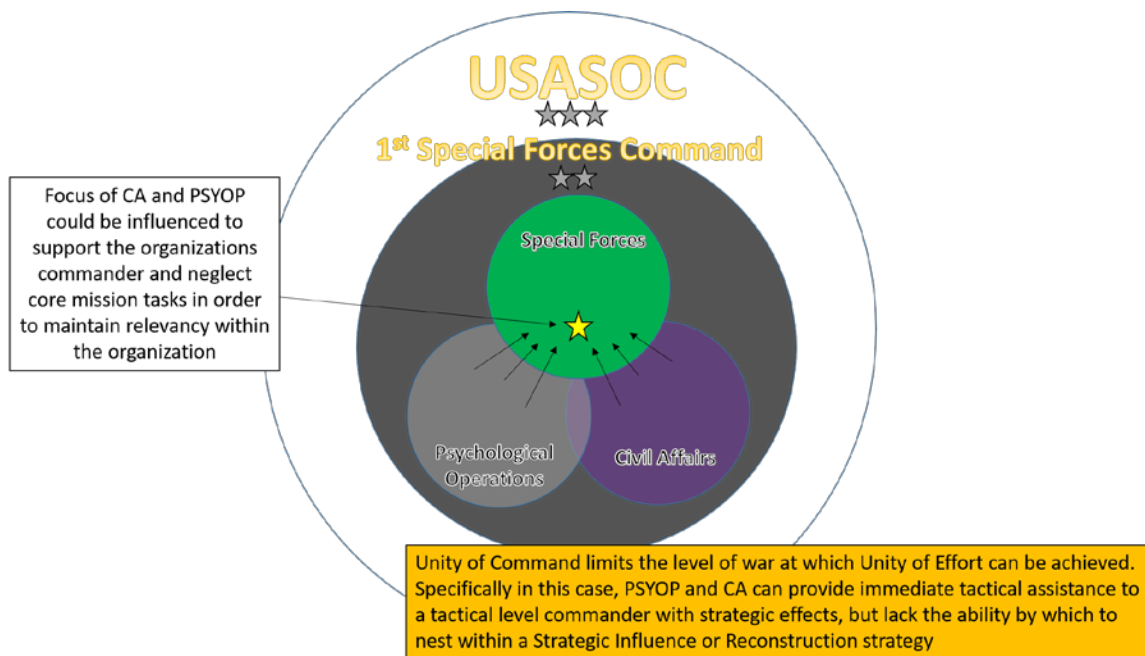 USASOC
1st Special Forces Command
Focus of CA and PSYOP
could be influenced to
support the organizations
commander and neglect
core mission tasks in order
to maintain relevancy within
the organization
Special Forces
Psychological
Operations
Civil Affairs
Unity of Command limits the level of war at which Unity of Effort can be achieved.
Specifically in this case, PSYOP and CA can provide immediate tactical assistance to
a tactical level commander with strategic effects, but lack the ability by which to
nest within a Strategic Influence or Reconstruction strategy